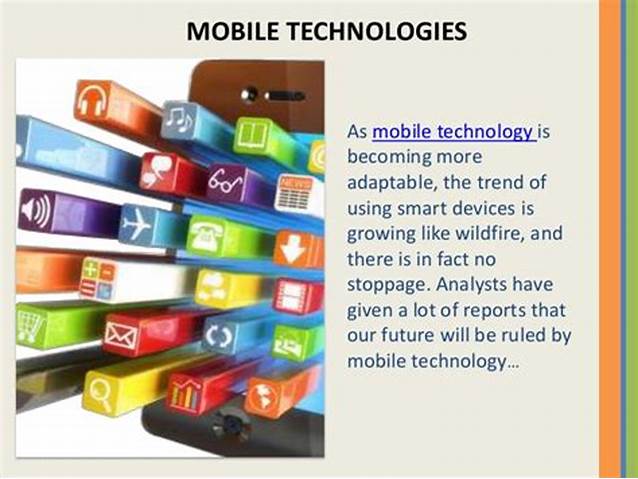 MOBILE TECHNOLOGIES
As mobile technology is
becoming more
adaptable, the trend of
using smart devices is
growing like wildfire, and
there is in fact no
stoppage. Analysts have
given a lot of reports that
our future will be ruled by
mobile technology…
NEWS